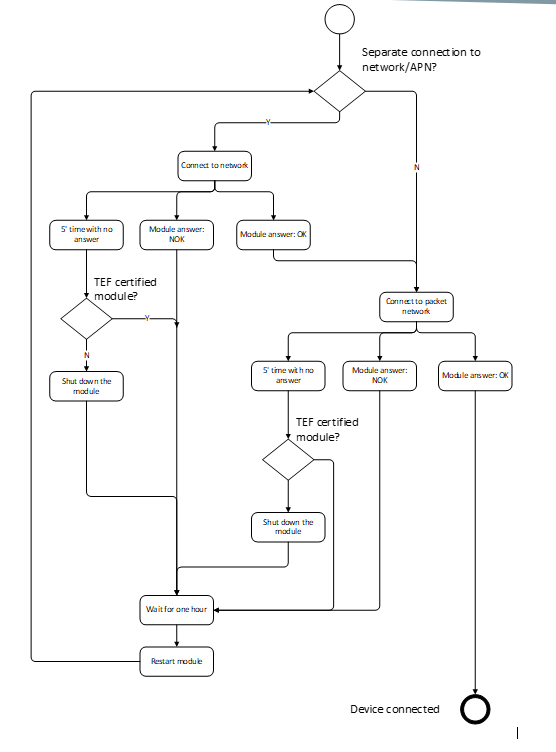 Separate connection to
network/APN?
Y
Connect to network
N
5' time with no
answer
Module answer:
NOK
Module answer: OK
TEF certified
module?
Y
N
Connect to packet
network
Shut down the
module
5' time with no
answer
Module answer:
NOK
Module answer: OK
TEF certified
module?
Shut down the
module
Wait for one hour
Restart module
Device connected